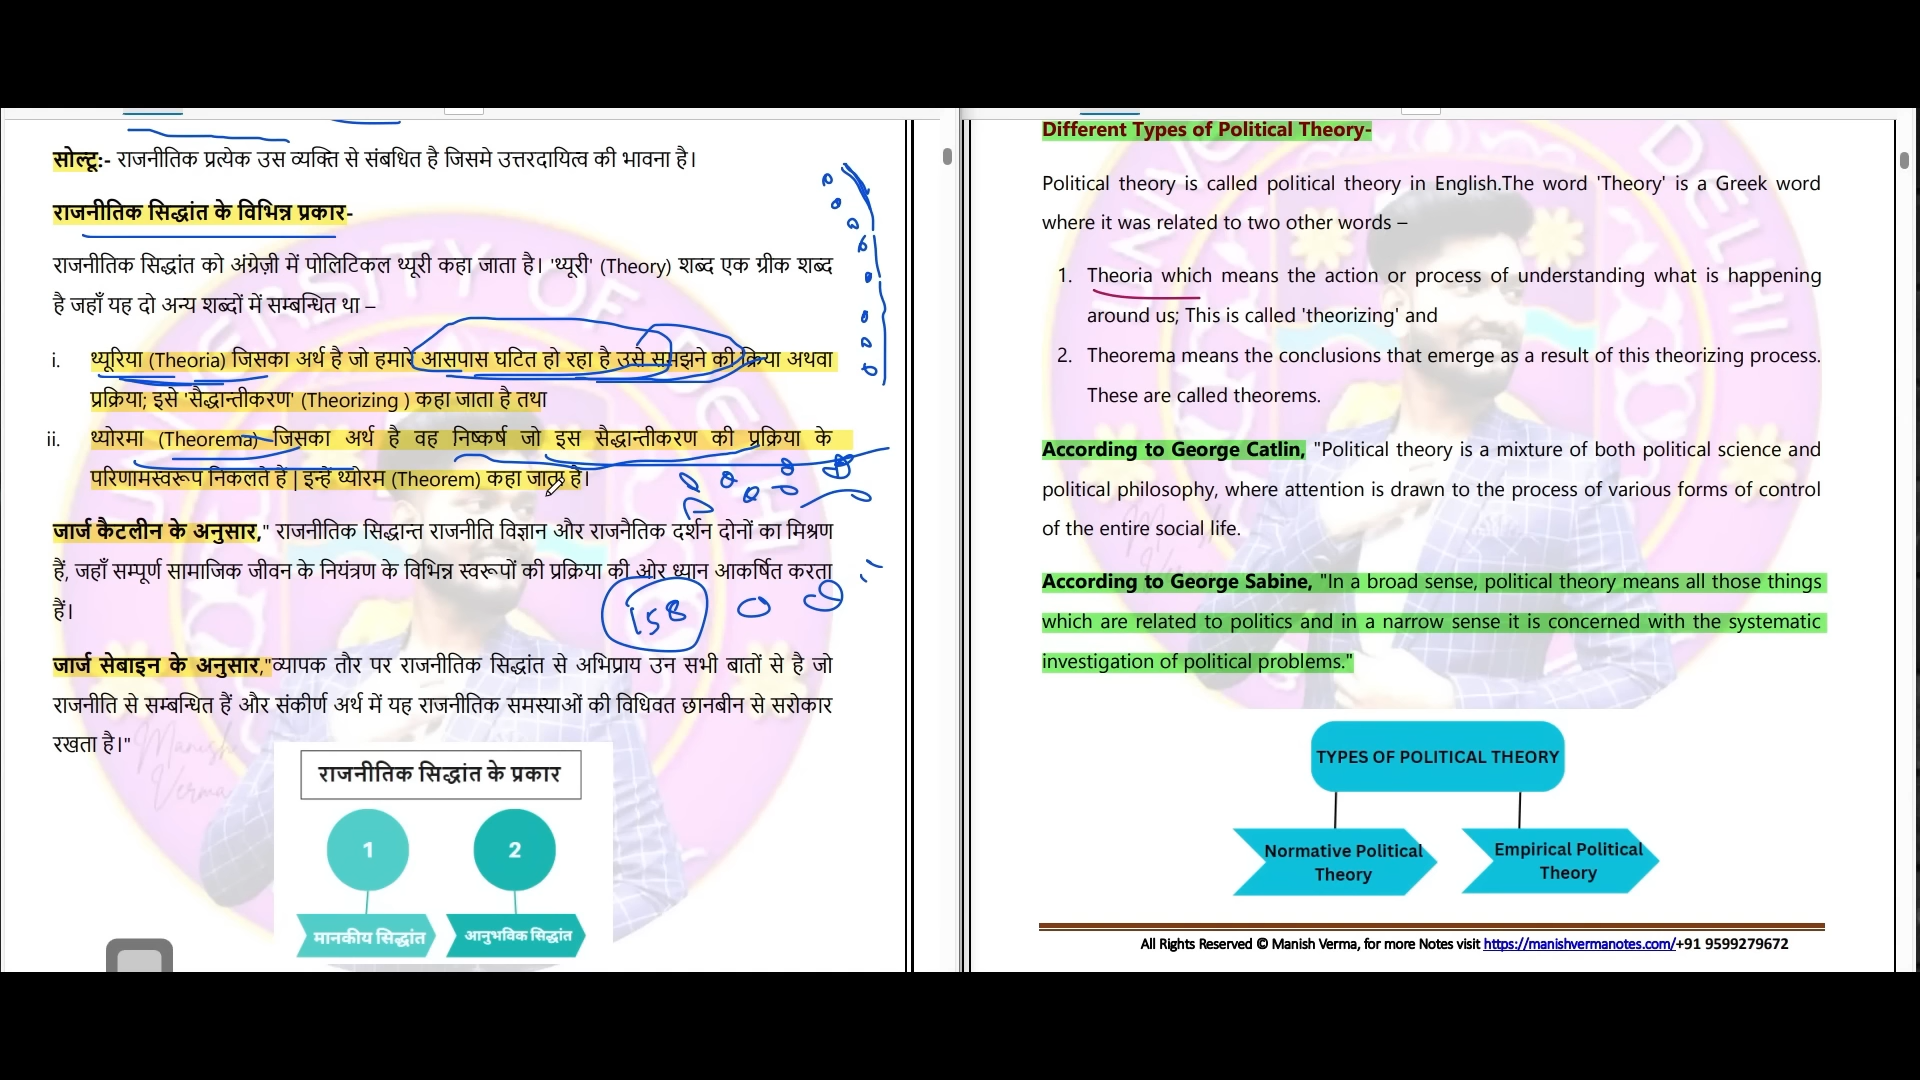 सोल्टू:- राजनीतिक प्रत्येक उस व्यक्ति से संबधित है जिसमे उत्तरदायित्व की भावना है।
राजनीतिक सिद्धांत के विभिन्न प्रकार-
राजनीतिक सिद्धांत को अंग्रेज़ी में पोलिटिकल थ्यूरी कहा जाता है। 'थ्यूरी' (Theory) शब्द एक ग्रीक शब्द
है जहाँ यह दो अन्य शब्दों में सम्बन्धित था –
i. थ्यूरिया (Theoria) जिसका अर्थ है जो हमारे आसपास घटित हो रहा है उसे समझने की क्रिया अथवा
प्रक्रिया; इसे 'सैद्धान्तीकरण' (Theorizing ) कहा जाता है तथा
ii. थ्योरमा (Theorema) जिसका अर्थ है वह निष्कर्ष जो इस सैद्धान्तीकरण की प्रक्रिया के
परिणामस्वरूप निकलते हैं | इन्हें थ्योरम (Theorem) कहा जाता है।
जार्ज कैटलीन के अनुसार," राजनीतिक सिद्धान्त राजनीति विज्ञान और राजनैतिक दर्शन दोनों का मिश्रण
हैं, जहाँ सम्पूर्ण सामाजिक जीवन के नियंत्रण के विभिन्न स्वरूपों की प्रक्रिया की ओर ध्यान आकर्षित करता
हैं।
158
जार्ज सेबाइन के अनुसार,"व्यापक तौर पर राजनीतिक सिद्धांत से अभिप्राय उन सभी बातों से है जो
राजनीति से सम्बन्धित हैं और संकीर्ण अर्थ में यह राजनीतिक समस्याओं की विधिवत छानबीन से सरोकार
रखता है।"
राजनीतिक सिद्धांत के प्रकार
1
2
मानकीय सिद्धांत
आनुभविक सिद्धांत
Different Types of Political Theory-
Political theory is called political theory in English.The word 'Theory' is a Greek word
where it was related to two other words –
1. Theoria which means the action or process of understanding what is happening
around us; This is called 'theorizing' and
2. Theorema means the conclusions that emerge as a result of this theorizing process.
These are called theorems.
According to George Catlin, "Political theory is a mixture of both political science and
political philosophy, where attention is drawn to the process of various forms of control
of the entire social life.
According to George Sabine, "In a broad sense, political theory means all those things
which are related to politics and in a narrow sense it is concerned with the systematic
investigation of political problems."
TYPES OF POLITICAL THEORY
Normative Political
Theory
Empirical Political
Theory
All Rights Reserved © Manish Verma, for more Notes visit https://manishvermanotes.com/+91 9599279672